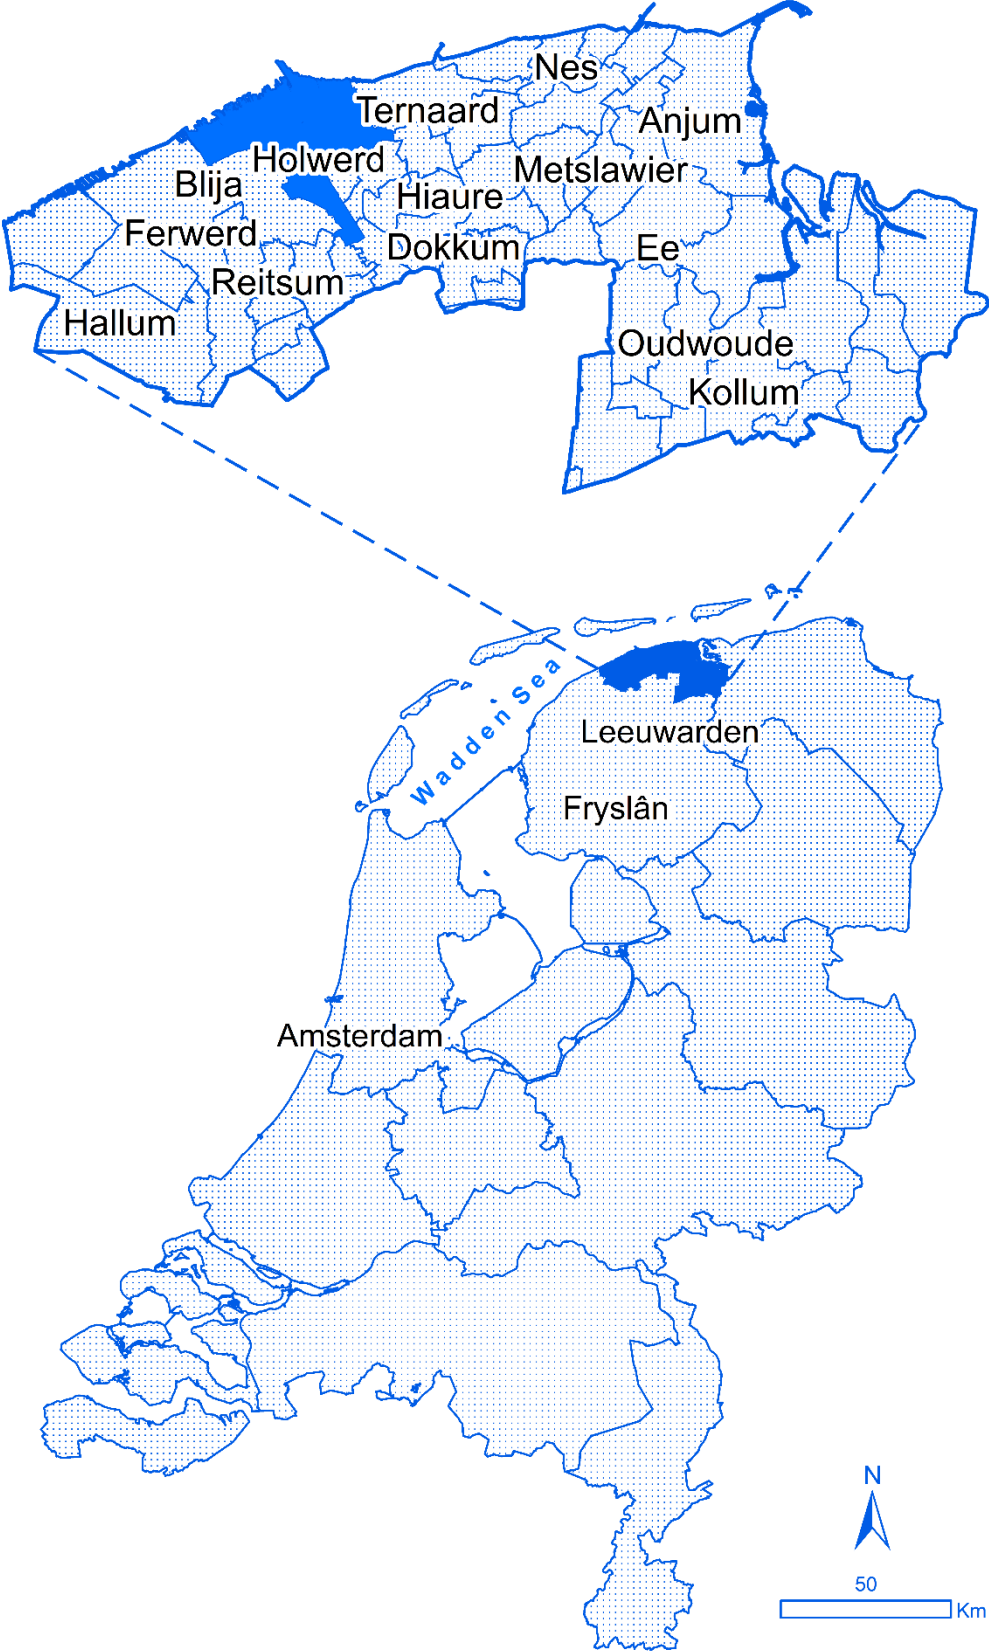 Nes
Ternaard
Anjum
Holwerd
Metslawier
Blija
Hiaure
Ferwerd
Dokkum
Ee
Reitsum
Hallum
Oudwoude
Kollum
Wadden Sea
Leeuwarden
Fryslân
Amsterdam
N
50
Km